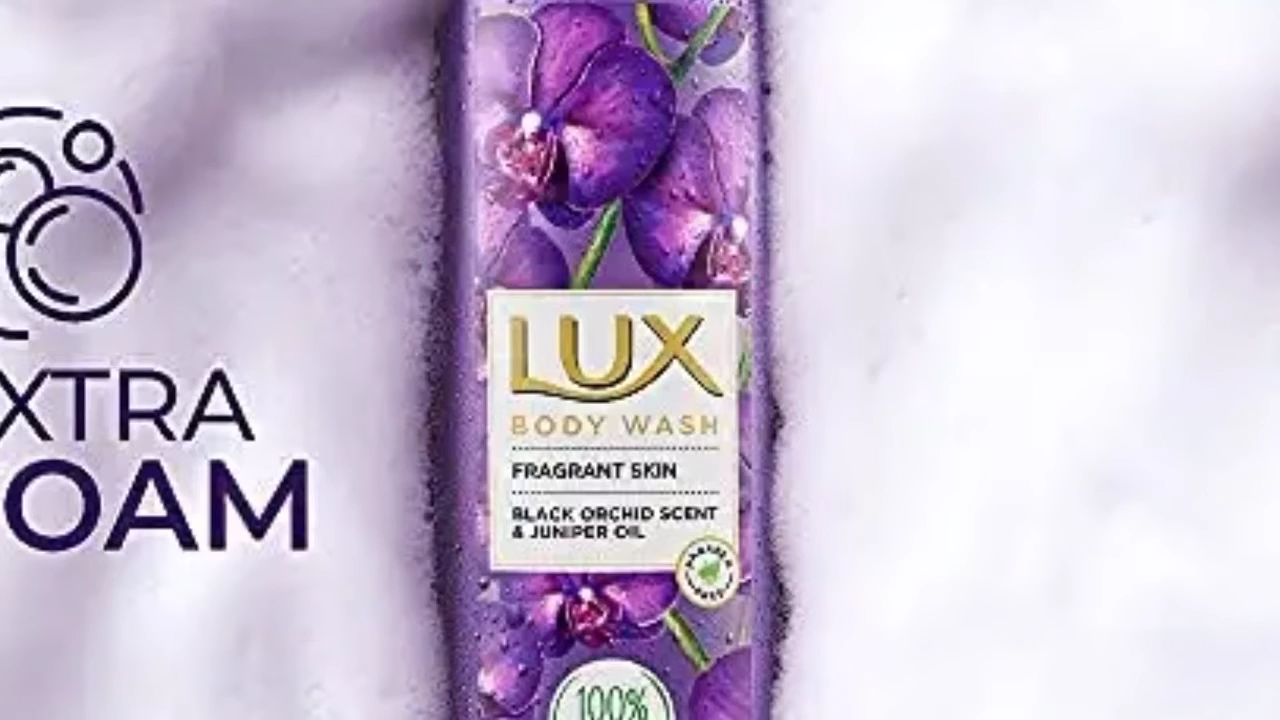 XTRA
OAM
LUX
BODY WASH
FRAGRANT SKIN
BLACK ORCHID SCENT
& JUNIPER OIL
100%